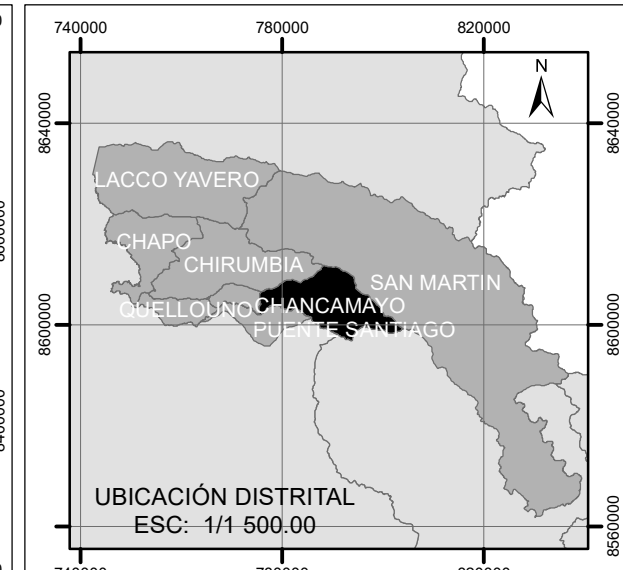 740000 780000 820000
N
8640000 8640000
LACCO YAVERO
CHAPO
CHIRUMBIA
SAN MARTIN
QUELLOUNO
CHANCAMAYO
PUENTE SANTIAGO
8600000 8600000
UBICACIÓN DISTRITAL
ESC: 1/1 500.00
8560000